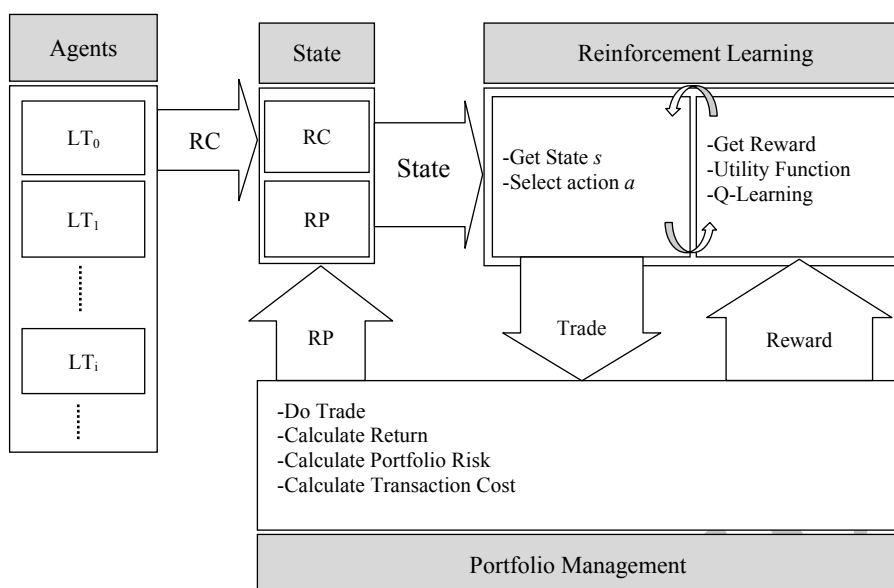 Agents
LT0
LT1
LTi
RC
State
RC
RP
State
Reinforcement Learning
-Get State s
-Select action a
-Get Reward
-Utility Function
-Q-Learning
RP
Trade
Reward
-Do Trade
-Calculate Return
-Calculate Portfolio Risk
-Calculate Transaction Cost
Portfolio Management